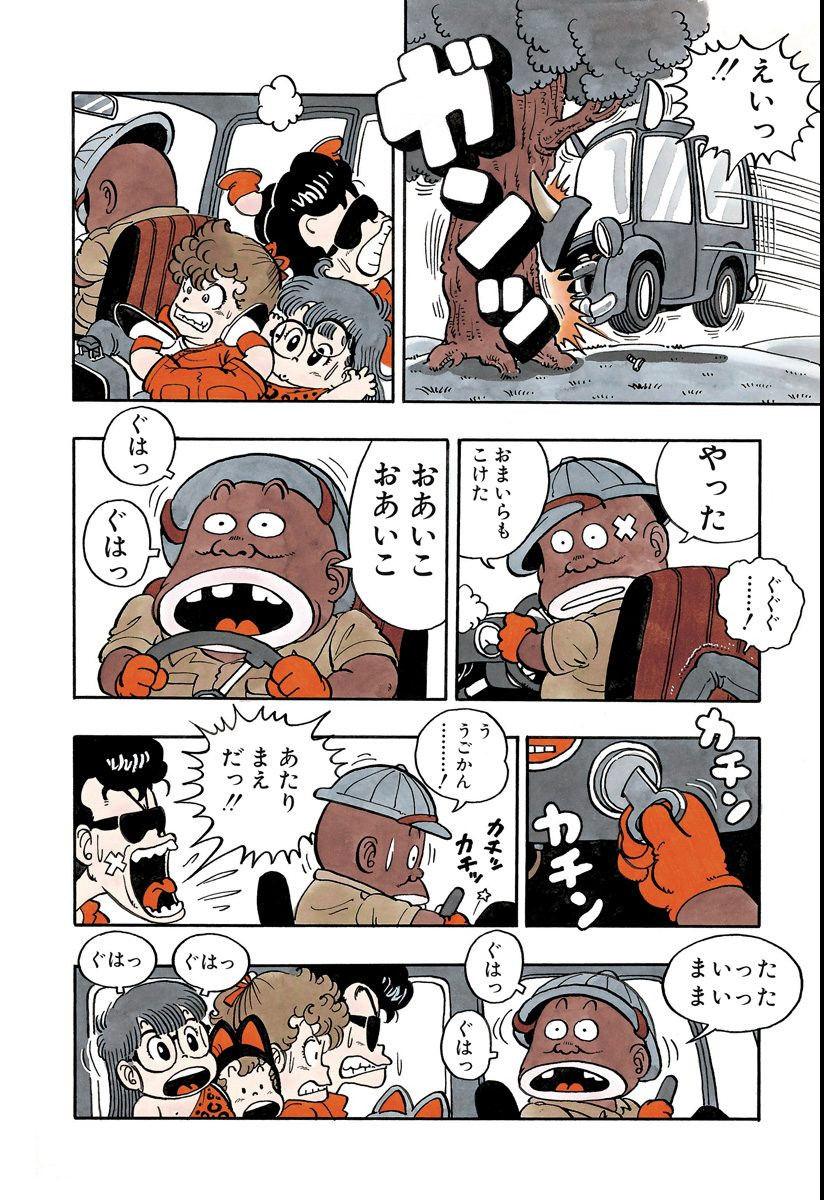 えいっ
!!
ガンッ
やった
おまいらも
こけた
ぐぐぐ
………!
おあいこ
おあいこ
ぐはっ
ぐはっ
カチン
カチン
う
うごかん
………!
カチッ
カチッ
あたり
まえ
だっ!!
まいった
まいった
ぐはっ
ぐはっ
ぐはっ
ぐはっ